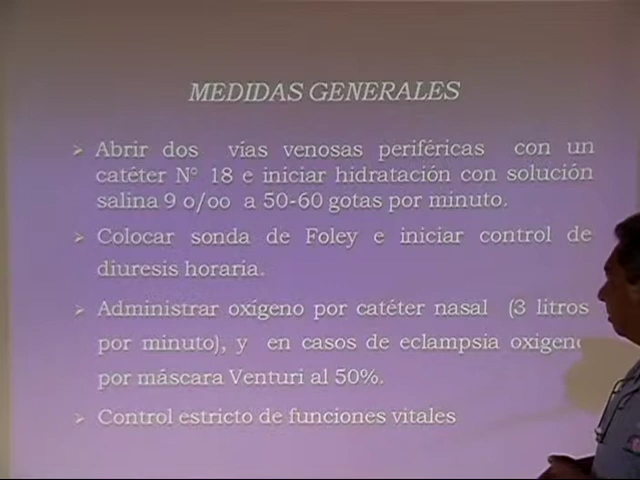 MEDIDAS GENERALES
➢ Abrir dos vías venosas periféricas con un
catéter N° 18 e iniciar hidratación con solución
salina 9 o/oo a 50-60 gotas por minuto.
➢ Colocar sonda de Foley e iniciar control de
diuresis horaria.
➢ Administrar oxígeno por catéter nasal (3 litros
por minuto), y en casos de eclampsia oxigeno
por máscara Venturi al 50%.
➢ Control estricto de funciones vitales